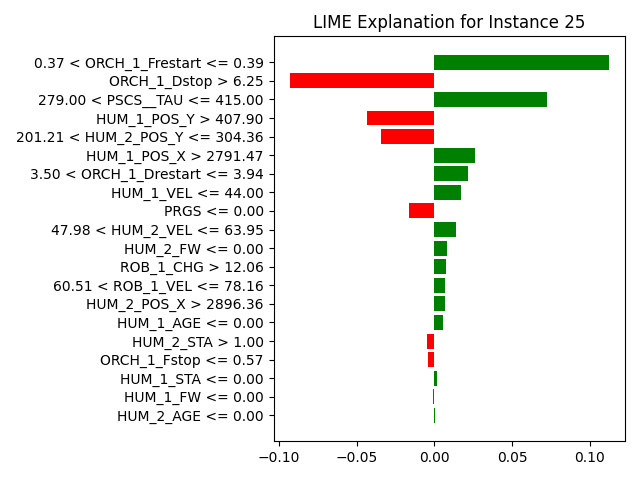 LIME Explanation for Instance 25
0.37 < ORCH_1_Frestart <= 0.39
ORCH_1_Dstop > 6.25
279.00 < PSCS__TAU <= 415.00
HUM_1_POS_Y > 407.90
201.21 < HUM_2_POS_Y <= 304.36
HUM_1_POS_X > 2791.47
3.50 < ORCH_1_Drestart <= 3.94
HUM_1_VEL <= 44.00
PRGS <= 0.00
47.98 < HUM_2_VEL <= 63.95
HUM_2_FW <= 0.00
ROB_1_CHG > 12.06
60.51 < ROB_1_VEL <= 78.16
HUM_2_POS_X > 2896.36
HUM_1_AGE <= 0.00
HUM_2_STA > 1.00
ORCH_1_Fstop <= 0.57
HUM_1_STA <= 0.00
HUM_1_FW <= 0.00
HUM_2_AGE <= 0.00
−0.10 −0.05 0.00 0.05 0.10